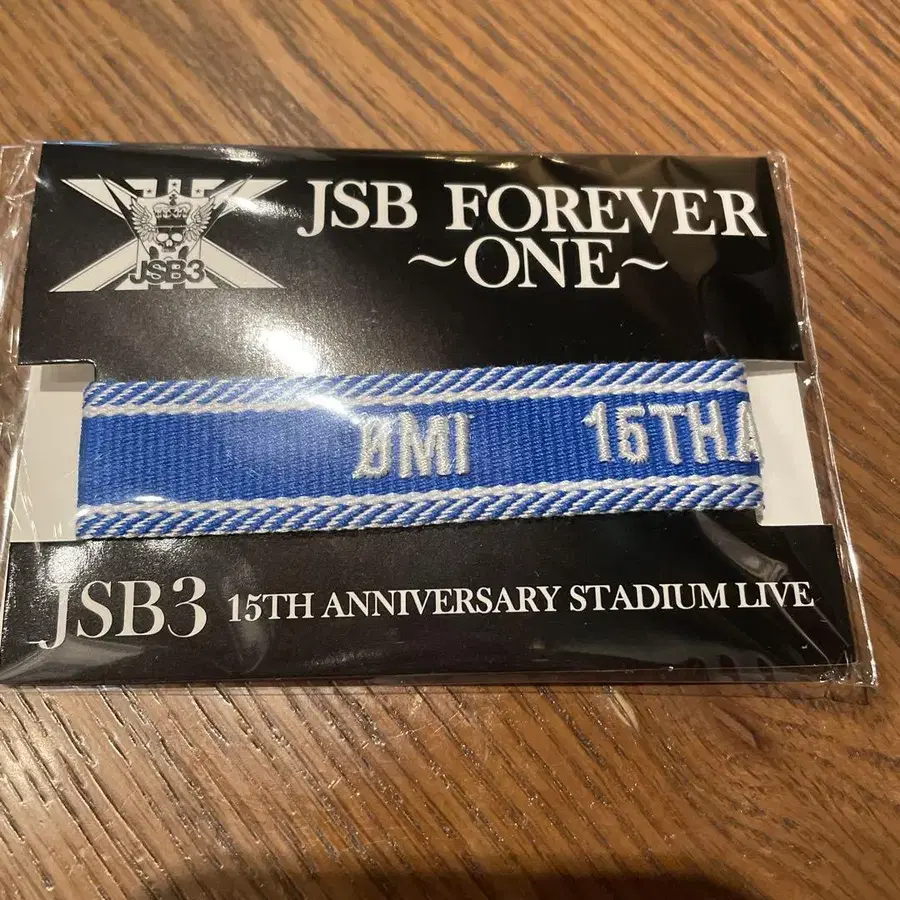 JSB3
JSB FOREVER
~ONE~
ØMI 15THA
JSB3 15TH ANNIVERSARY STADIUM LIVE